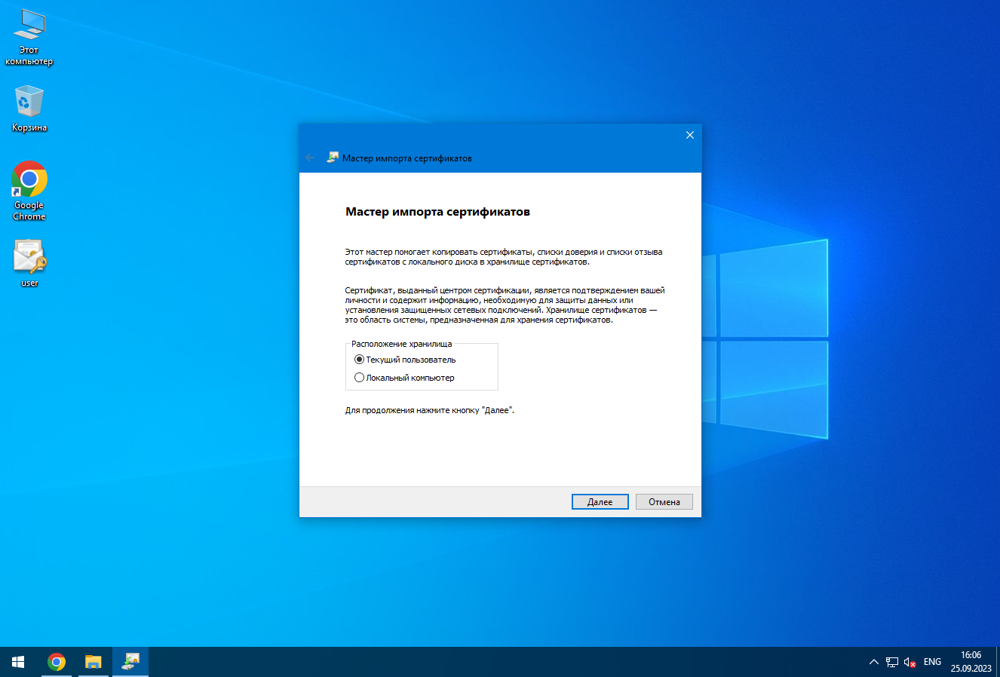 Этот
компьютер
Корзина
Google
Chrome
user
Мастер импорта сертификатов
Мастер импорта сертификатов
Этот мастер помогает копировать сертификаты, списки доверия и списки отзыва
сертификатов с локального диска в хранилище сертификатов.
Сертификат, выданный центром сертификации, является подтверждением вашей
личности и содержит информацию, необходимую для защиты данных или
установления защищенных сетевых подключений. Хранилище сертификатов —
это область системы, предназначенная для хранения сертификатов.
Расположение хранилища
Текущий пользователь
Локальный компьютер
Для продолжения нажмите кнопку "Далее".
Далее
Отмена
ENG
16:06
25.09.2023